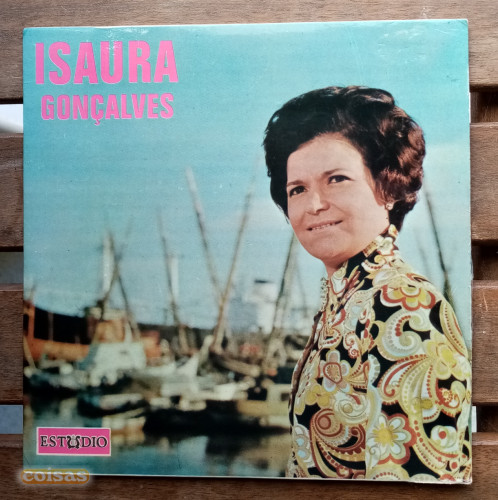 ISAURA
GONÇALVES
ESTÚDIO
coisas